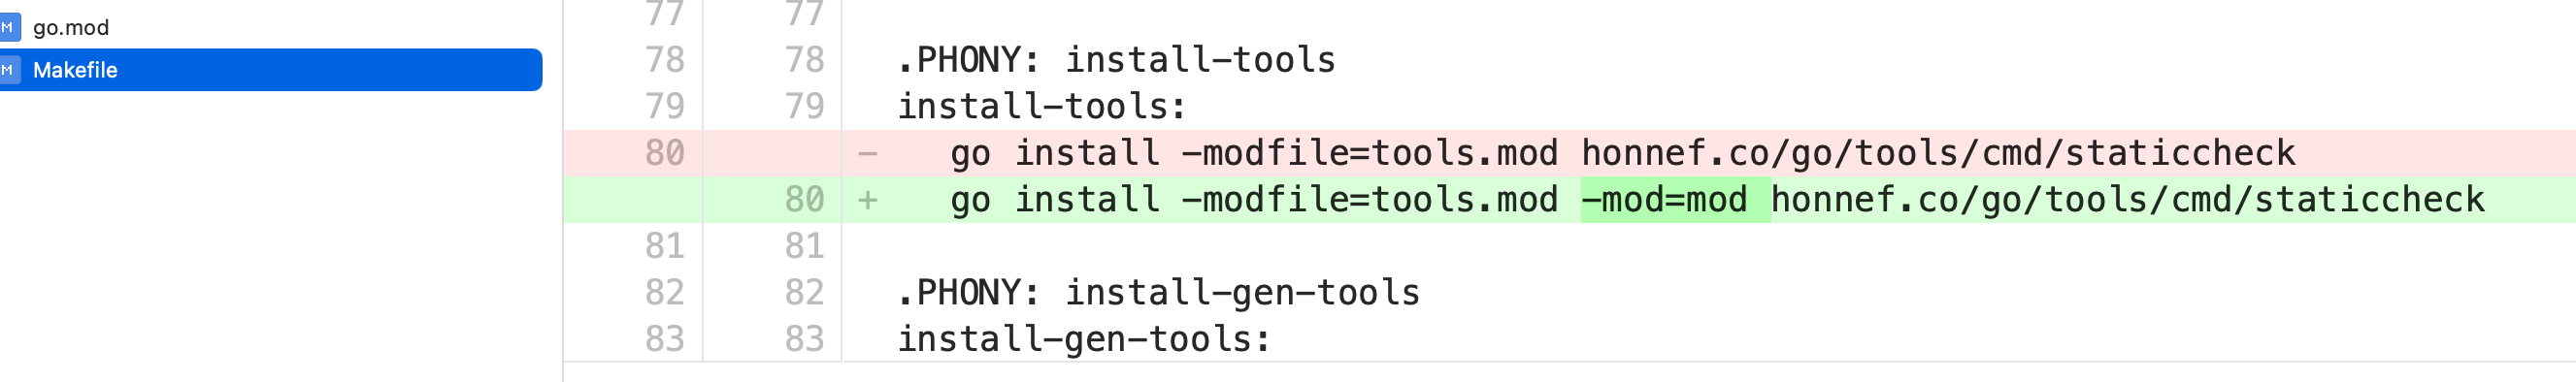 M go.mod
M Makefile
77 77
78 78 .PHONY: install-tools
79 79 install-tools:
80 - go install -modfile=tools.mod honnef.co/go/tools/cmd/staticcheck
80 + go install -modfile=tools.mod -mod=mod honnef.co/go/tools/cmd/staticcheck
81 81
82 82 .PHONY: install-gen-tools
83 83 install-gen-tools: